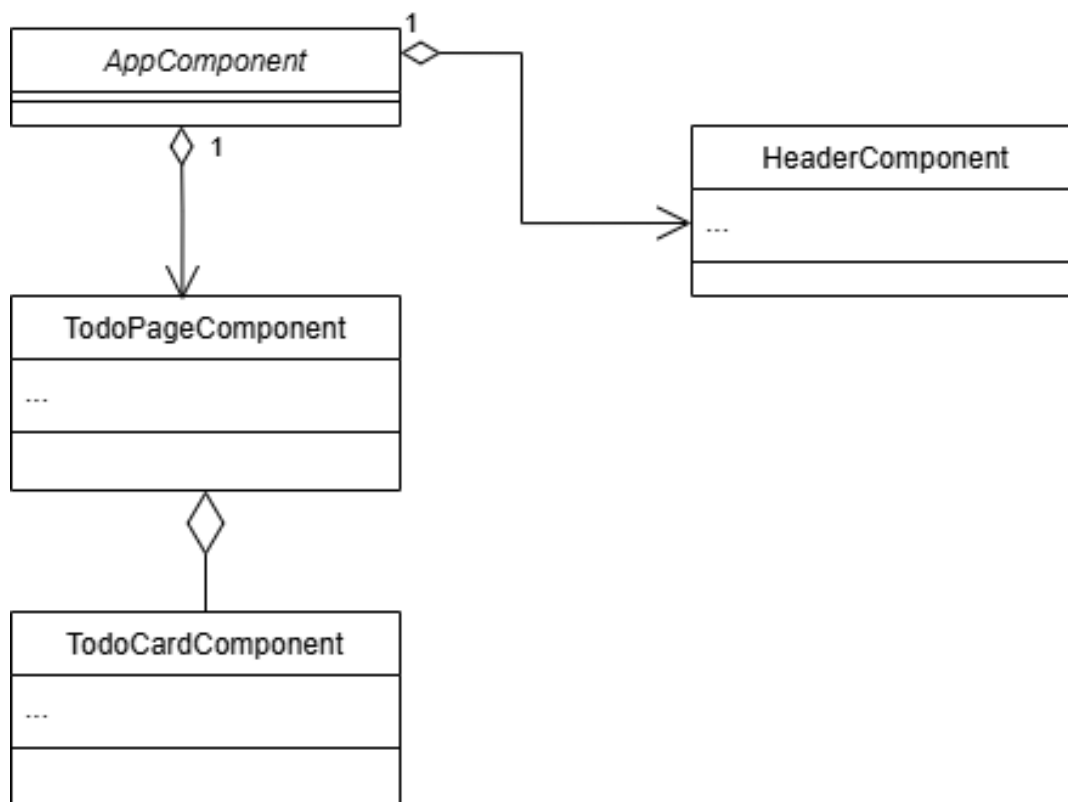 1
AppComponent
1
HeaderComponent
...
TodoPageComponent
...
TodoCardComponent
...